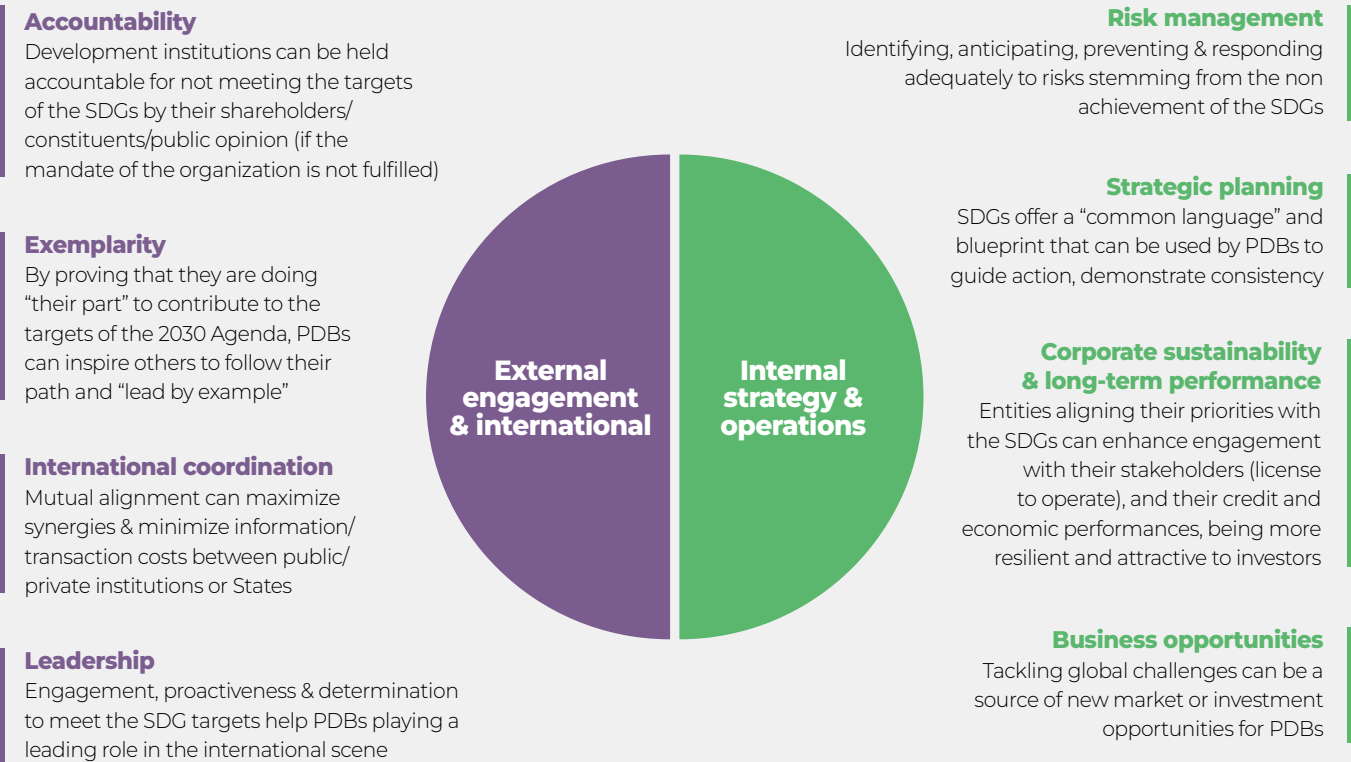 Accountability
Development institutions can be held
accountable for not meeting the targets
of the SDGs by their shareholders/
constituents/public opinion (if the
mandate of the organization is not fulfilled)
Exemplarity
By proving that they are doing
“their part” to contribute to the
targets of the 2030 Agenda, PDBs
can inspire others to follow their
path and “lead by example”
International coordination
Mutual alignment can maximize
synergies & minimize information/
transaction costs between public/
private institutions or States
Leadership
Engagement, proactiveness & determination
to meet the SDG targets help PDBs playing a
leading role in the international scene
External
engagement
& international
Internal
strategy &
operations
Risk management
Identifying, anticipating, preventing & responding
adequately to risks stemming from the non
achievement of the SDGs
Strategic planning
SDGs offer a “common language” and
blueprint that can be used by PDBs to
guide action, demonstrate consistency
Corporate sustainability
& long-term performance
Entities aligning their priorities with
the SDGs can enhance engagement
with their stakeholders (license
to operate), and their credit and
economic performances, being more
resilient and attractive to investors
Business opportunities
Tackling global challenges can be a
source of new market or investment
opportunities for PDBs